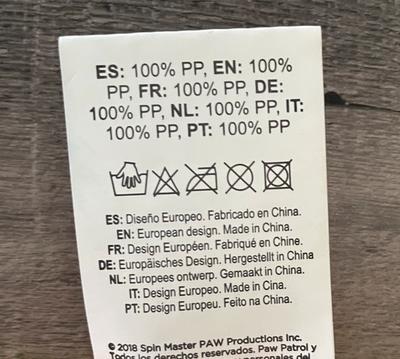 ES: 100% PP, EN: 100%
PP, FR: 100% PP, DE:
100% PP, NL: 100% PP, IT:
100% PP, PT: 100% PP
ES: Diseño Europeo. Fabricado en China.
EN: European design. Made in China.
FR: Design Européen. Fabriqué en Chine.
DE: Europäisches Design. Hergestellt in China
NL: Europees ontwerp. Gemaakt in China.
IT: Design Europeo. Made in Cina.
PT: Design Europeu. Feito na China.
© 2018 Spin Master PAW Productions Inc.
Todos los derechos reservados. Paw Patrol y
personales del